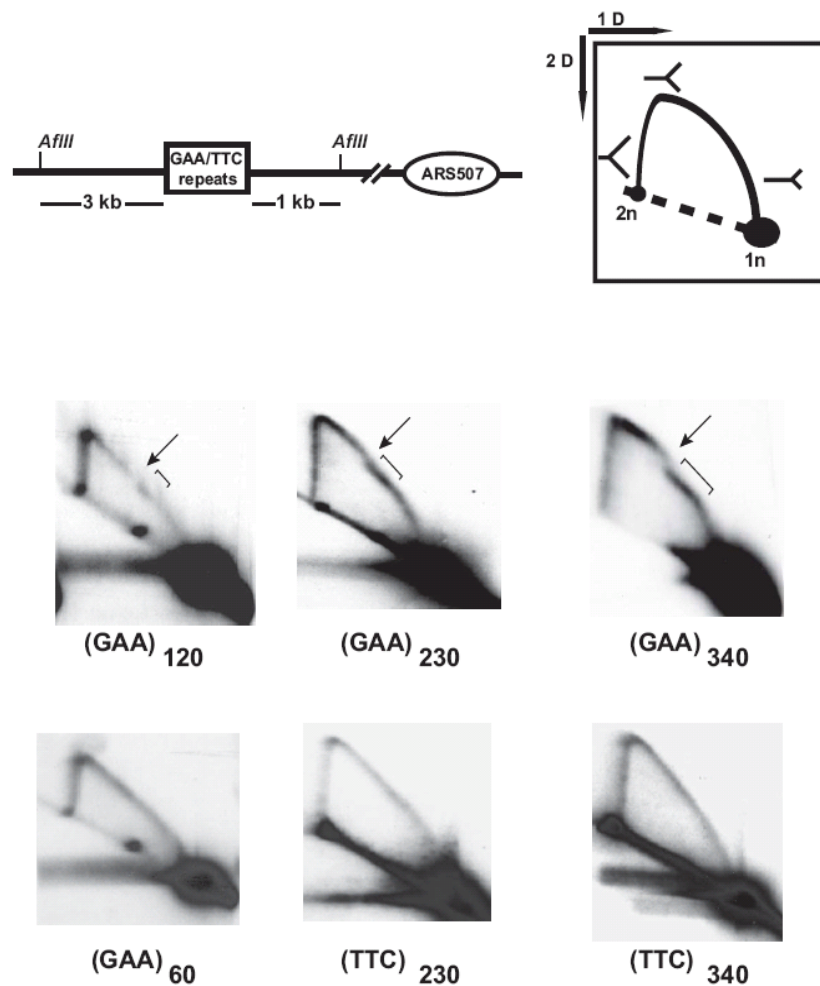 1 D
2 D
AflII AflII
GAA/TTC
repeats
ARS507
3 kb 1 kb
2n
1n
(GAA) 120 (GAA) 230 (GAA) 340
(GAA) 60 (TTC) 230 (TTC) 340